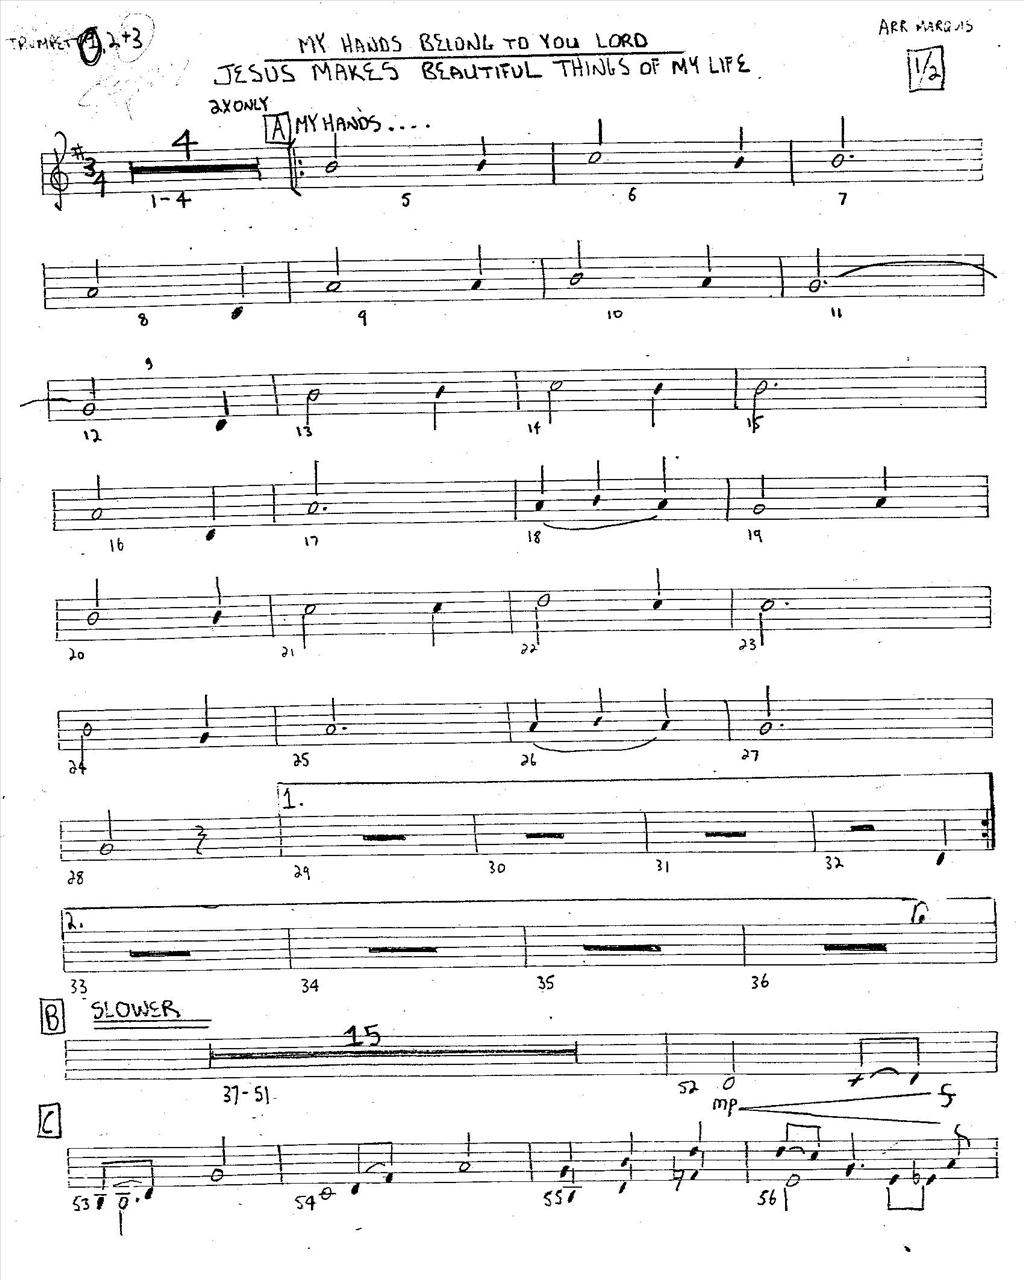 TRUMPET 1, 2+3
ARR MARQUIS
MY HANDS BELONG TO YOU LORD
JESUS MAKES BEAUTIFUL THINGS OF MY LIFE
1/2
2X ONLY
A MY HANDS....
3
4
4
1-4 5 6 7
8 9 10 11
12 13 14 15
16 17 18 19
20 21 22 23
24 25 26 27
1.
28 29 30 31 32
2.
33 34 35 36
B SLOWER
15
37-51 52
mp f
C
53 54 55 56